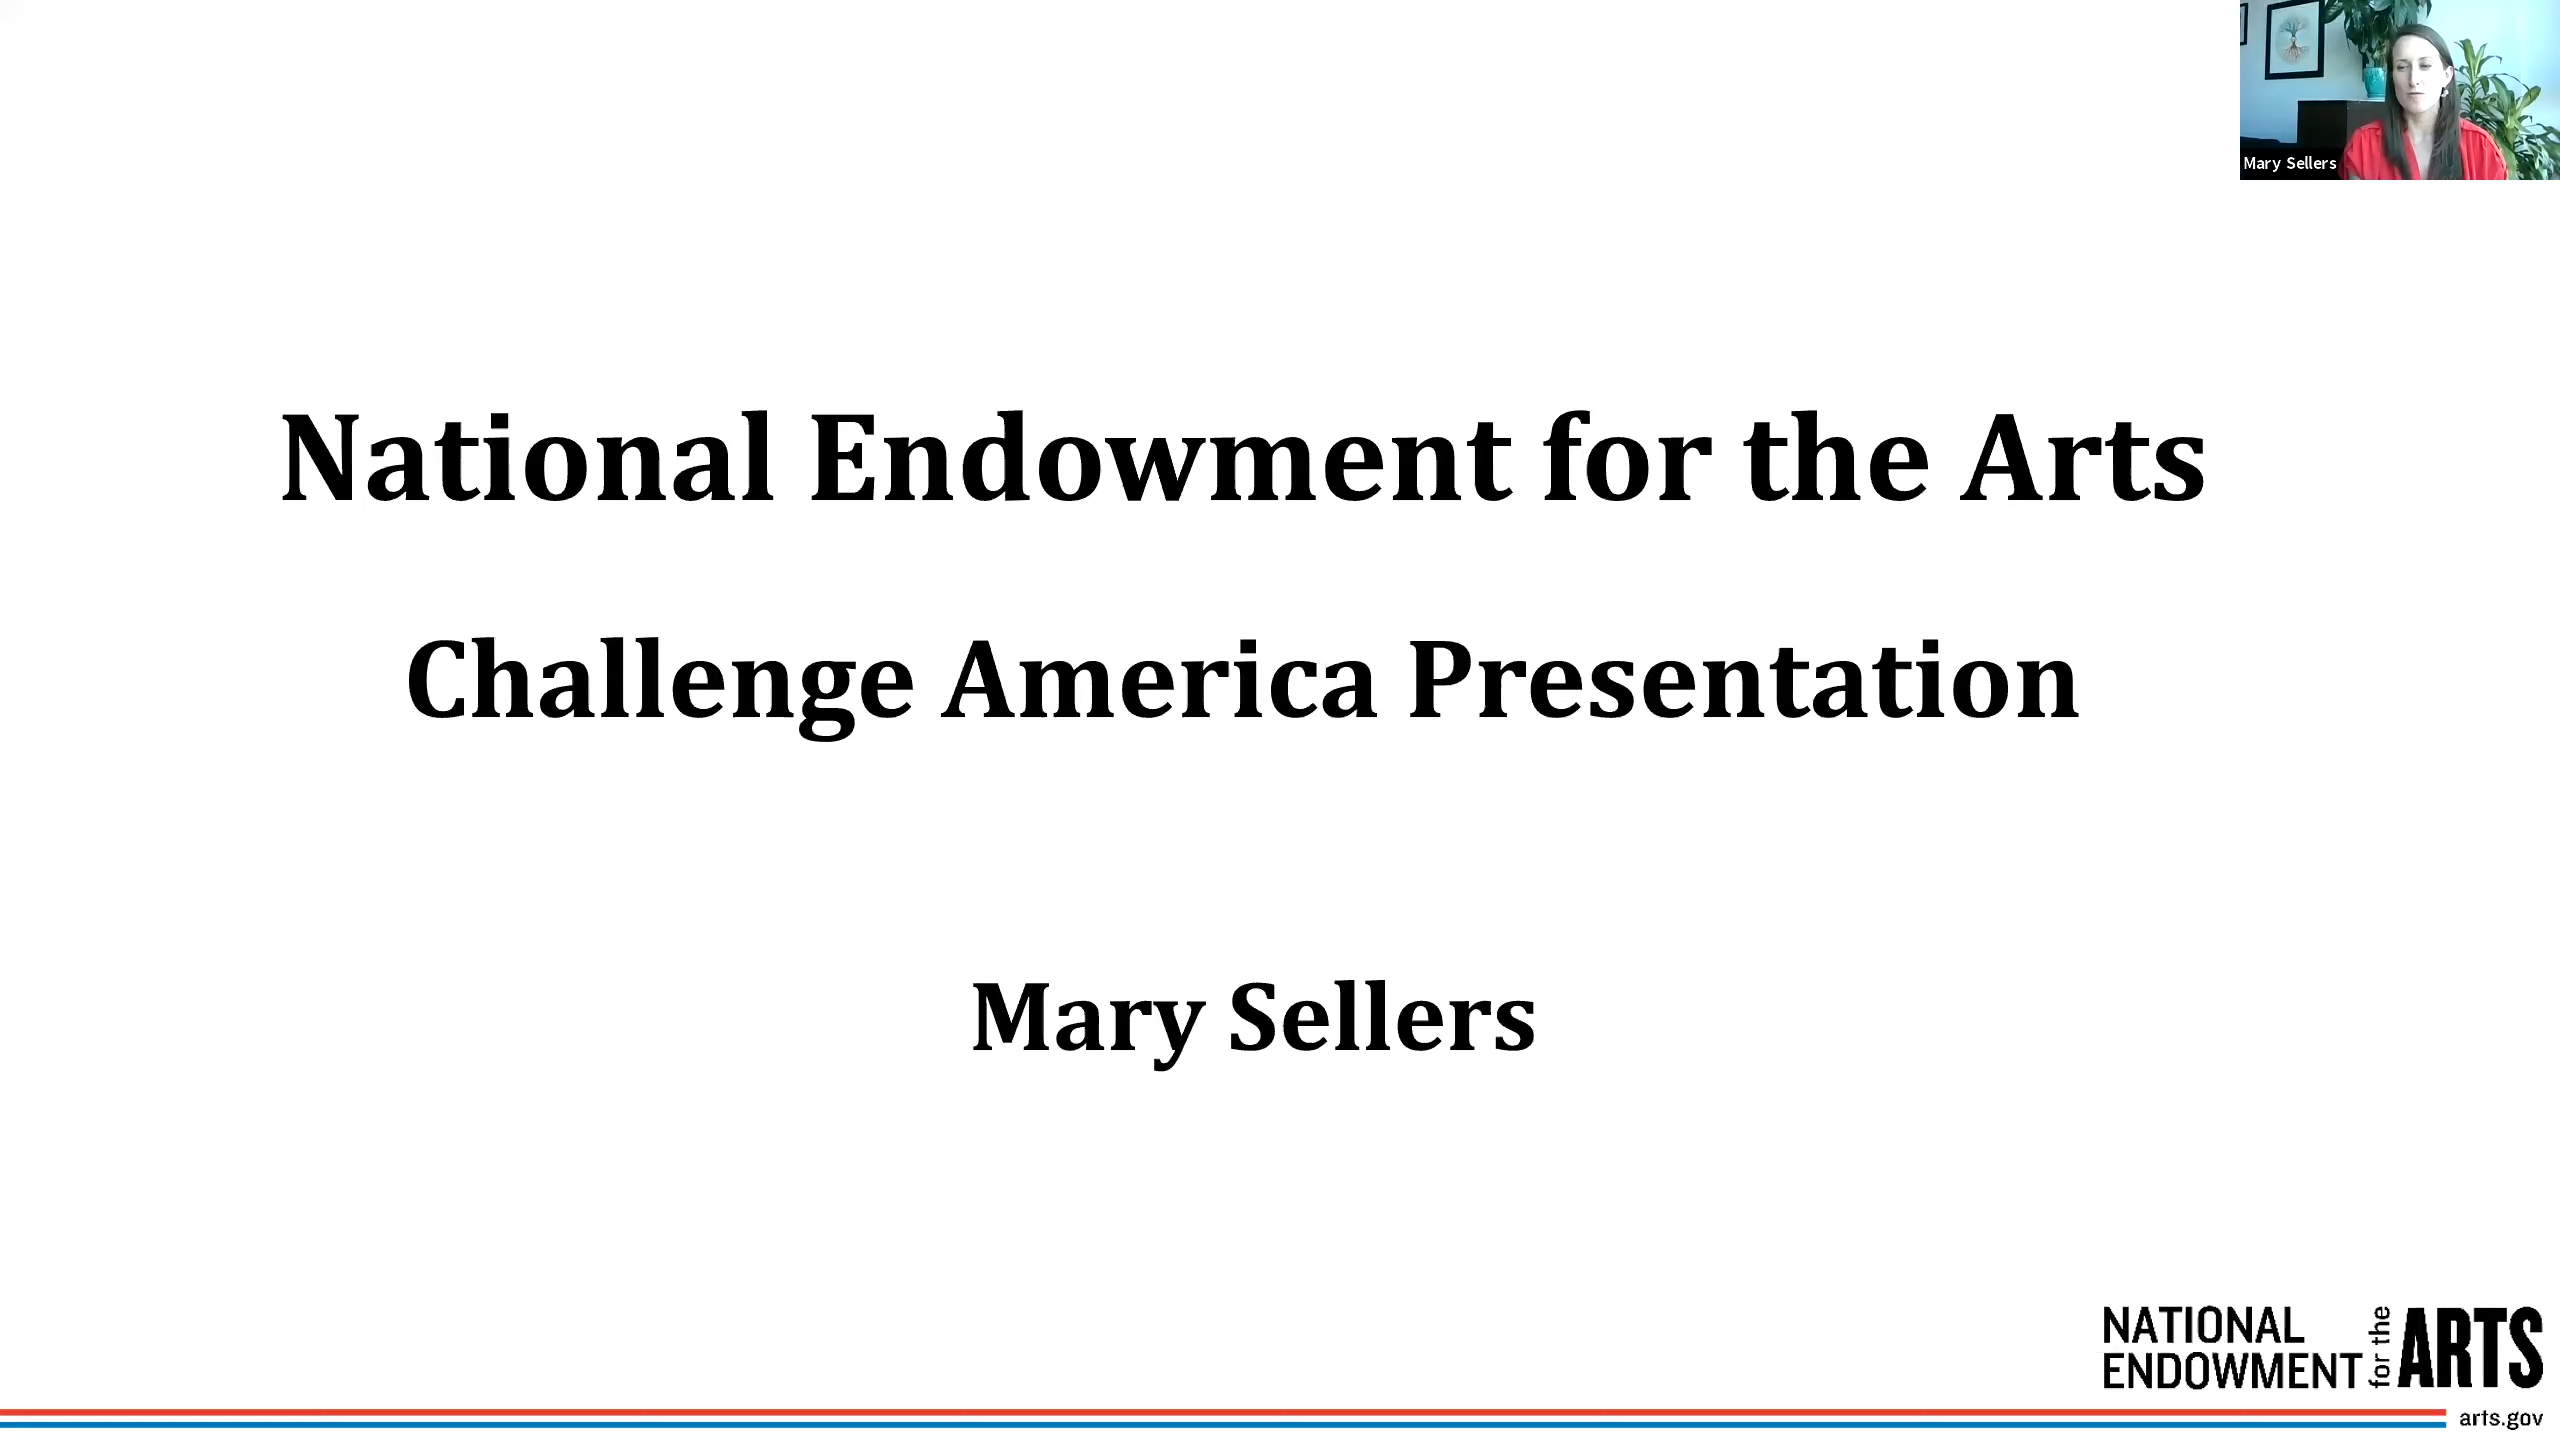 Mary Sellers
National Endowment for the Arts
Challenge America Presentation
Mary Sellers
NATIONAL
ENDOWMENT
for the
ARTS
arts.gov